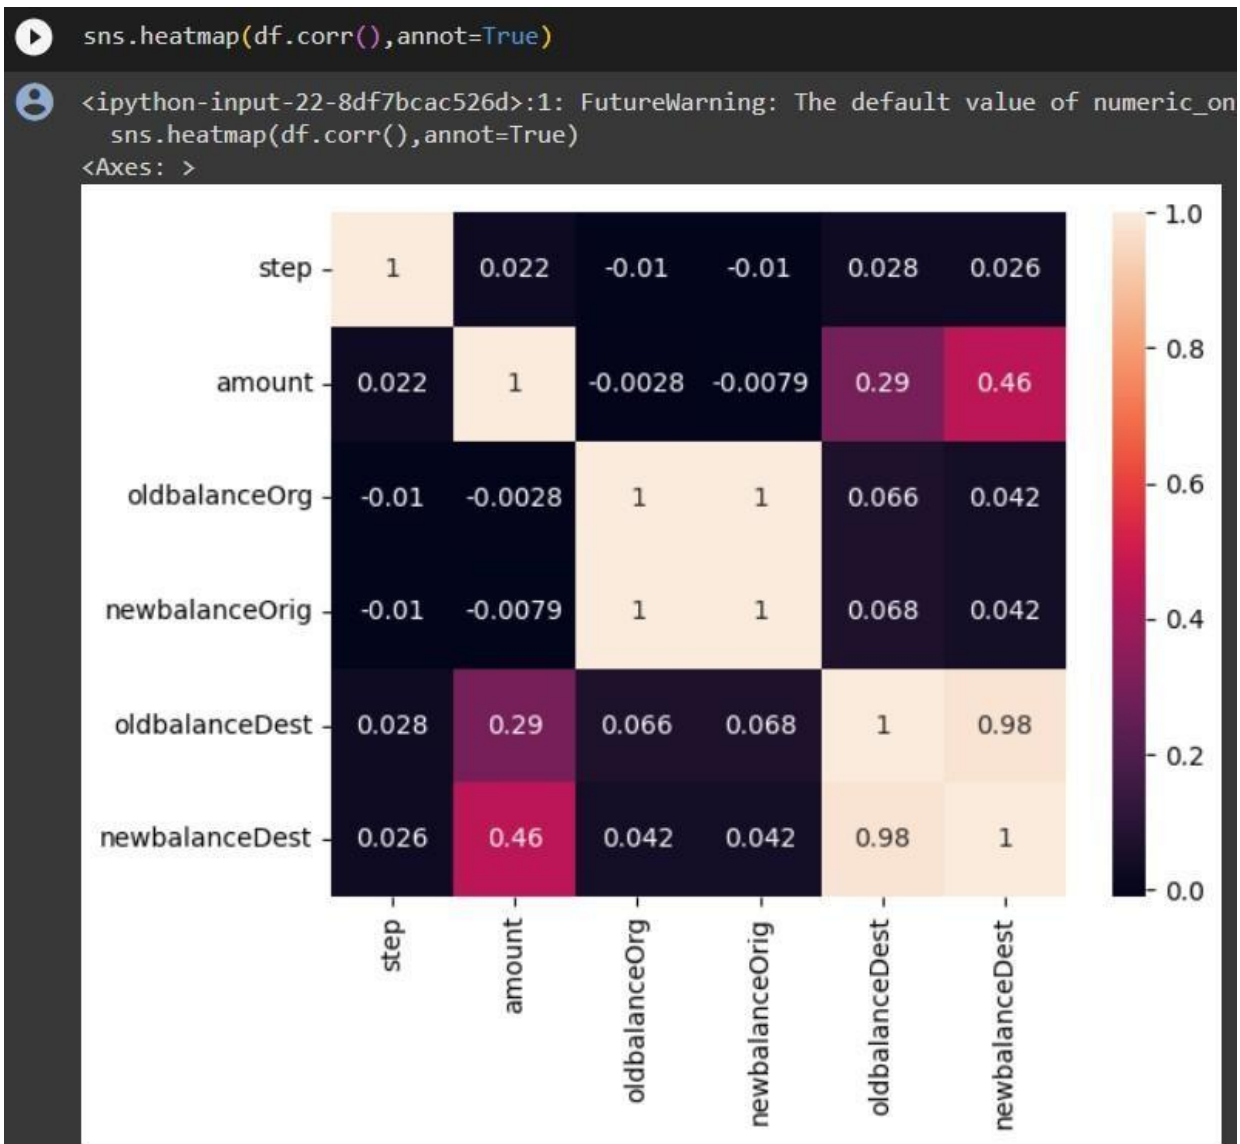 sns.heatmap(df.corr(),annot=True)
<ipython-input-22-8df7bcac526d>:1: FutureWarning: The default value of numeric_on
sns.heatmap(df.corr(),annot=True)
<Axes: >
step 1 0.022 -0.01 -0.01 0.028 0.026
amount 0.022 1 -0.0028 -0.0079 0.29 0.46
oldbalanceOrg -0.01 -0.0028 1 1 0.066 0.042
newbalanceOrig -0.01 -0.0079 1 1 0.068 0.042
oldbalanceDest 0.028 0.29 0.066 0.068 1 0.98
newbalanceDest 0.026 0.46 0.042 0.042 0.98 1
step
amount
oldbalanceOrg
newbalanceOrig
oldbalanceDest
newbalanceDest
1.0
0.8
0.6
0.4
0.2
0.0